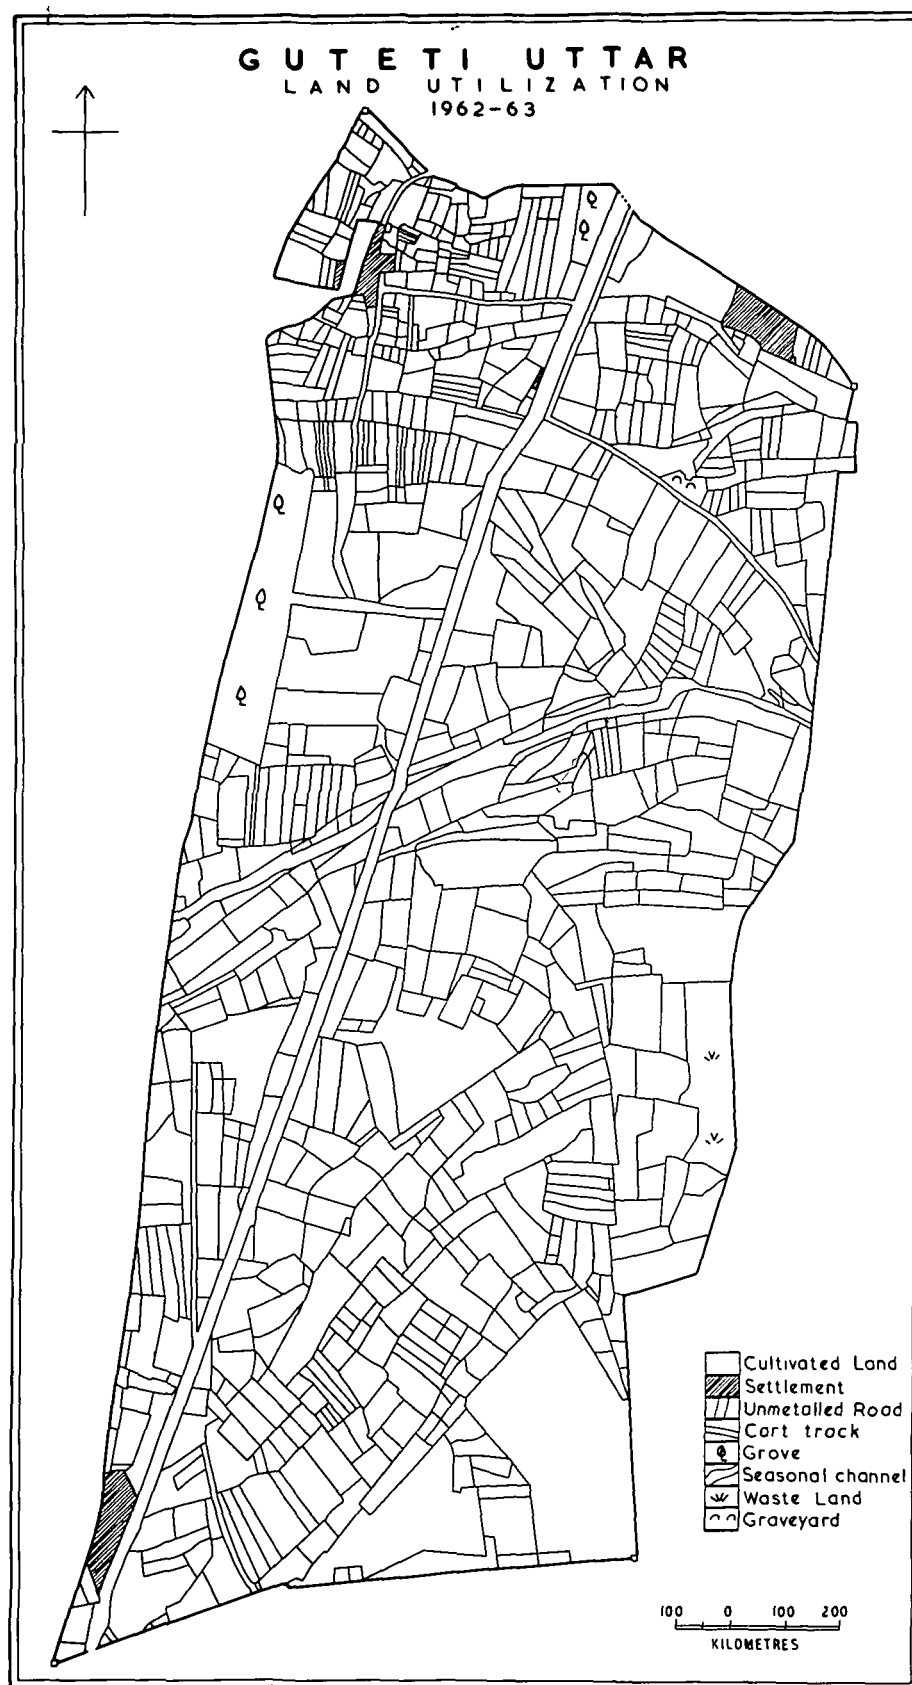 GUTETI UTTAR
LAND UTILIZATION
1962-63
Cultivated Land
Settlement
Unmetalled Road
Cart track
Grove
Seasonal channel
Waste Land
Graveyard
100 0 100 200
KILOMETRES